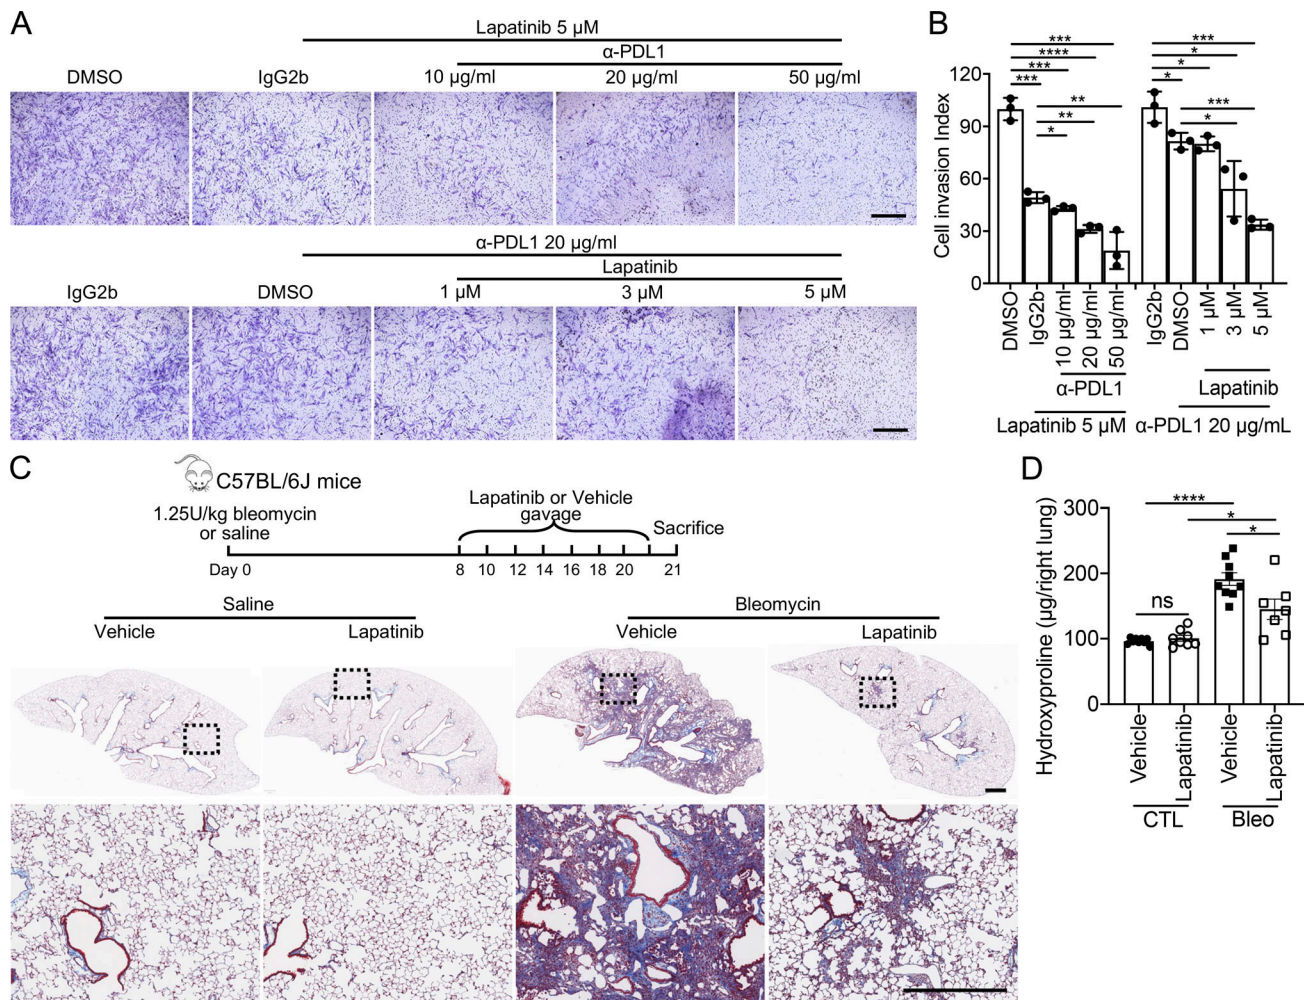 A
Lapatinib 5 µM
α-PDL1
DMSO IgG2b 10 µg/ml 20 µg/ml 50 µg/ml
α-PDL1 20 µg/ml
Lapatinib
IgG2b DMSO 1 µM 3 µM 5 µM
B
*** * **** *** ***
*** * * *
** ** * *** *
Cell invasion Index
120
90
60
30
0
DMSO
IgG2b
10 µg/ml
20 µg/ml
50 µg/ml
IgG2b
DMSO
1 µM
3 µM
5 µM
α-PDL1 Lapatinib
Lapatinib 5 µM α-PDL1 20 µg/mL
C
C57BL/6J mice
1.25U/kg bleomycin
or saline
Lapatinib or Vehicle
gavage
Sacrifice
Day 0 8 10 12 14 16 18 20 21
Saline Bleomycin
Vehicle Lapatinib Vehicle Lapatinib
D
Hydroxyproline (µg/right lung)
300
200
100
0
****
*
*
ns
Vehicle
Lapatinib
Vehicle
Lapatinib
CTL Bleo